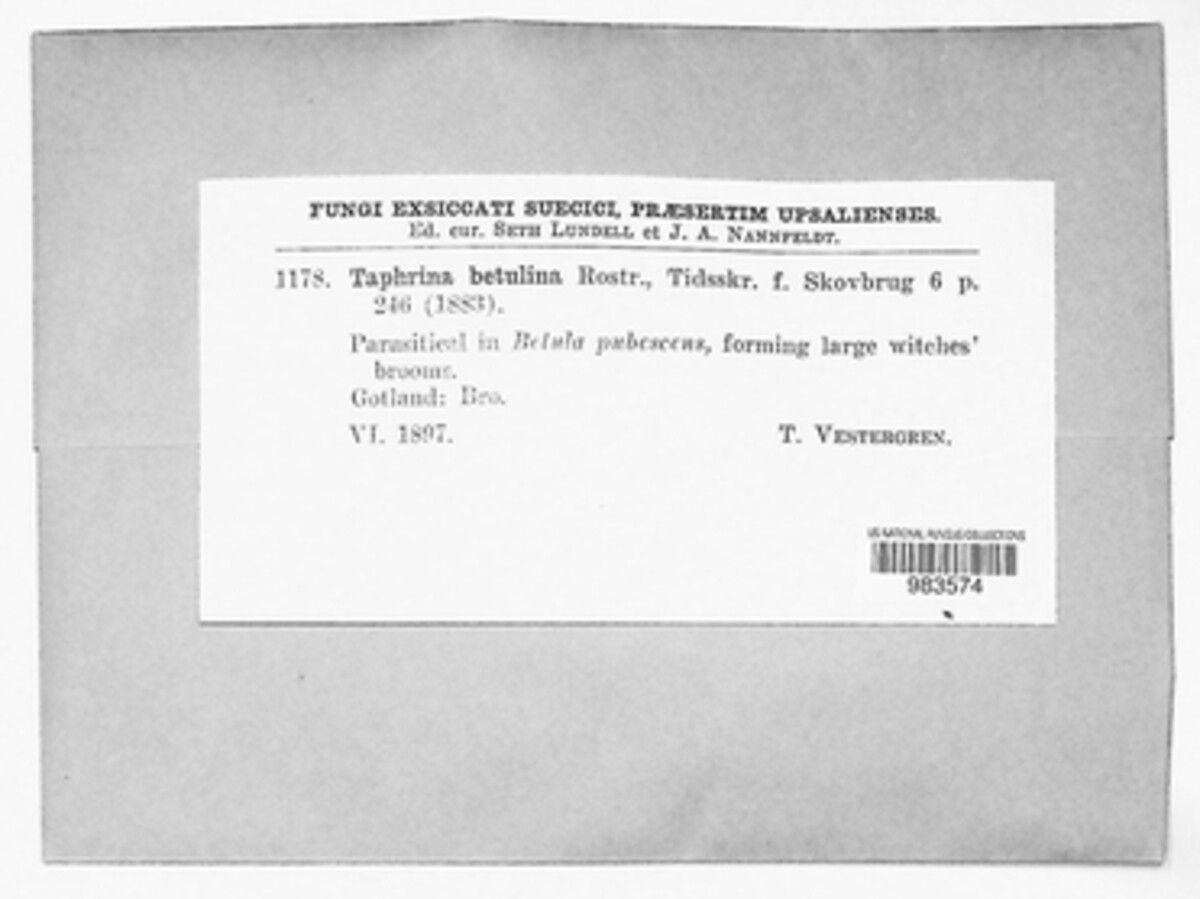 FUNGI EXSICCATI SUECICI, PRÆSERTIM UPSALIENSES.
Ed. cur. SETH LUNDELL et J. A. NANNFELDT.
1178. Taphrina betulina Rostr., Tidsskr. f. Skovbrug 6 p.
246 (1883).
Parasitical in Betula pubescens, forming large witches'
brooms.
Gotland: Bro.
VI. 1897. T. VESTERGREN.
US NATIONAL FUNGUS COLLECTIONS
983574